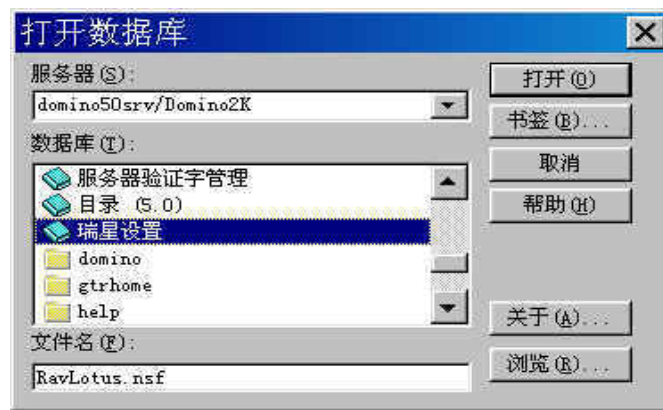 打开数据库
服务器(S):
domino50srv/Domino2K
数据库(T):
服务器验证字管理
目录 (5.0)
瑞星设置
domino
gtrhome
help
文件名(F):
RavLotus.nsf
打开(O)
书签(B)...
取消
帮助(H)
关于(A)...
浏览(R)...